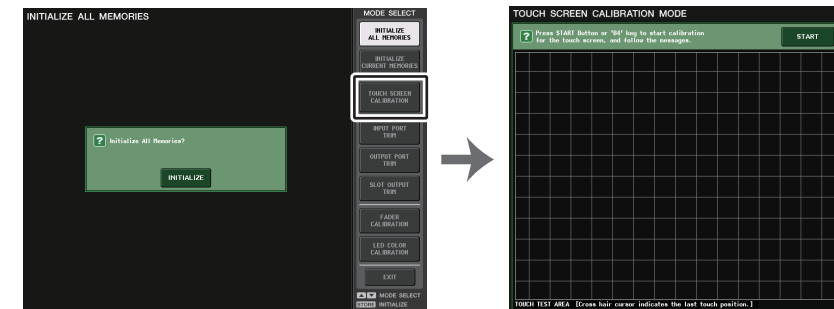 INITIALIZE ALL MEMORIES
Initialize All Memories?
INITIALIZE
MODE SELECT
INITIALIZE
ALL MEMORIES
INITIALIZE
CURRENT MEMORIES
TOUCH SCREEN
CALIBRATION
INPUT PORT
TRIM
OUTPUT PORT
TRIM
SLOT OUTPUT
TRIM
FADER
CALIBRATION
LED COLOR
CALIBRATION
EXIT
MODE SELECT
STORE INITIALIZE
TOUCH SCREEN CALIBRATION MODE
Press START Button or "B4" key to start calibration
for the touch screen, and follow the messages.
START
TOUCH TEST AREA [Cross hair cursor indicates the last touch position.]